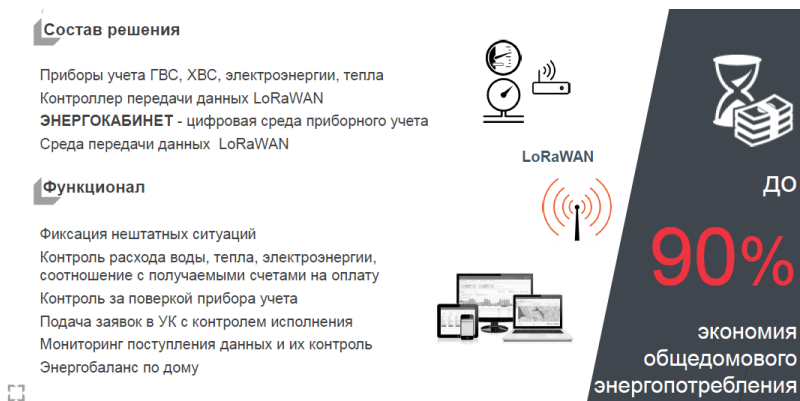 Состав решения
Приборы учета ГВС, ХВС, электроэнергии, тепла
Контроллер передачи данных LoRaWAN
ЭНЕРГОКАБИНЕТ - цифровая среда приборного учета
Среда передачи данных LoRaWAN
Функционал
Фиксация нештатных ситуаций
Контроль расхода воды, тепла, электроэнергии,
соотношение с получаемыми счетами на оплату
Контроль за поверкой прибора учета
Подача заявок в УК с контролем исполнения
Мониторинг поступления данных и их контроль
Энергобаланс по дому
LoRaWAN
до
90%
экономия
общедомового
энергопотребления